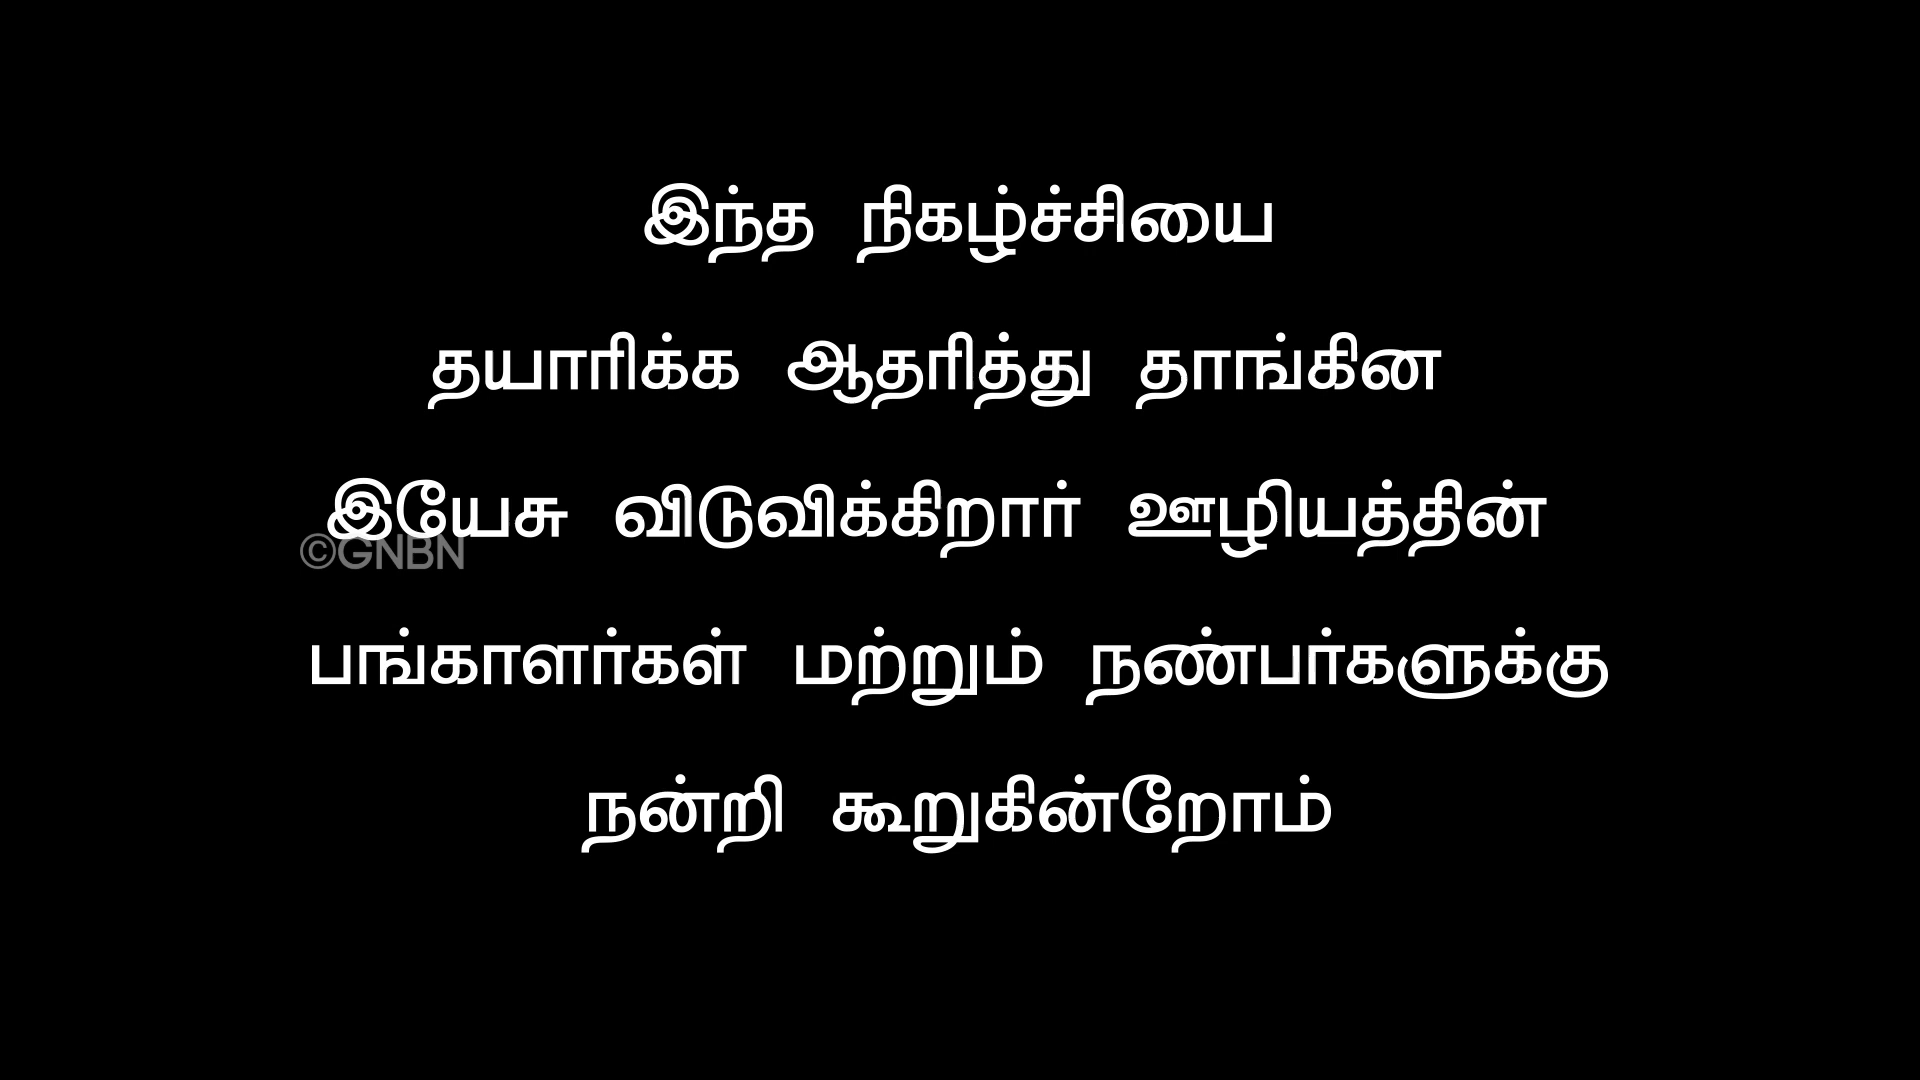 இந்த நிகழ்ச்சியை
தயாரிக்க ஆதரித்து தாங்கின
இயேசு விடுவிக்கிறார் ஊழியத்தின்
©GNBN
பங்காளர்கள் மற்றும் நண்பர்களுக்கு
நன்றி கூறுகின்றோம்